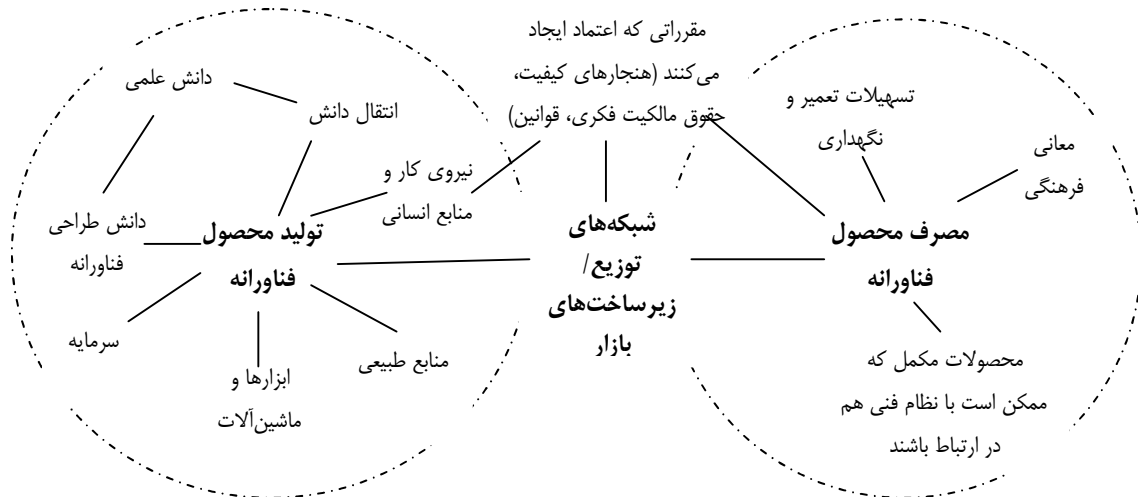 مقرراتی که اعتماد ایجاد
می‌کنند (هنجارهای کیفیت،
حقوق مالکیت فکری، قوانین)
تسهیلات تعمیر و
نگهداری
معانی
فرهنگی
مصرف محصول
فناورانه
محصولات مکمل که
ممکن است با نظام فنی هم
در ارتباط باشند
شبکه‌های
توزیع/
زیرساخت‌های
بازار
دانش علمی
انتقال دانش
نیروی کار و
منابع انسانی
دانش طراحی
فناورانه
تولید محصول
فناورانه
سرمایه
ابزارها و
ماشین‌آلات
منابع طبیعی